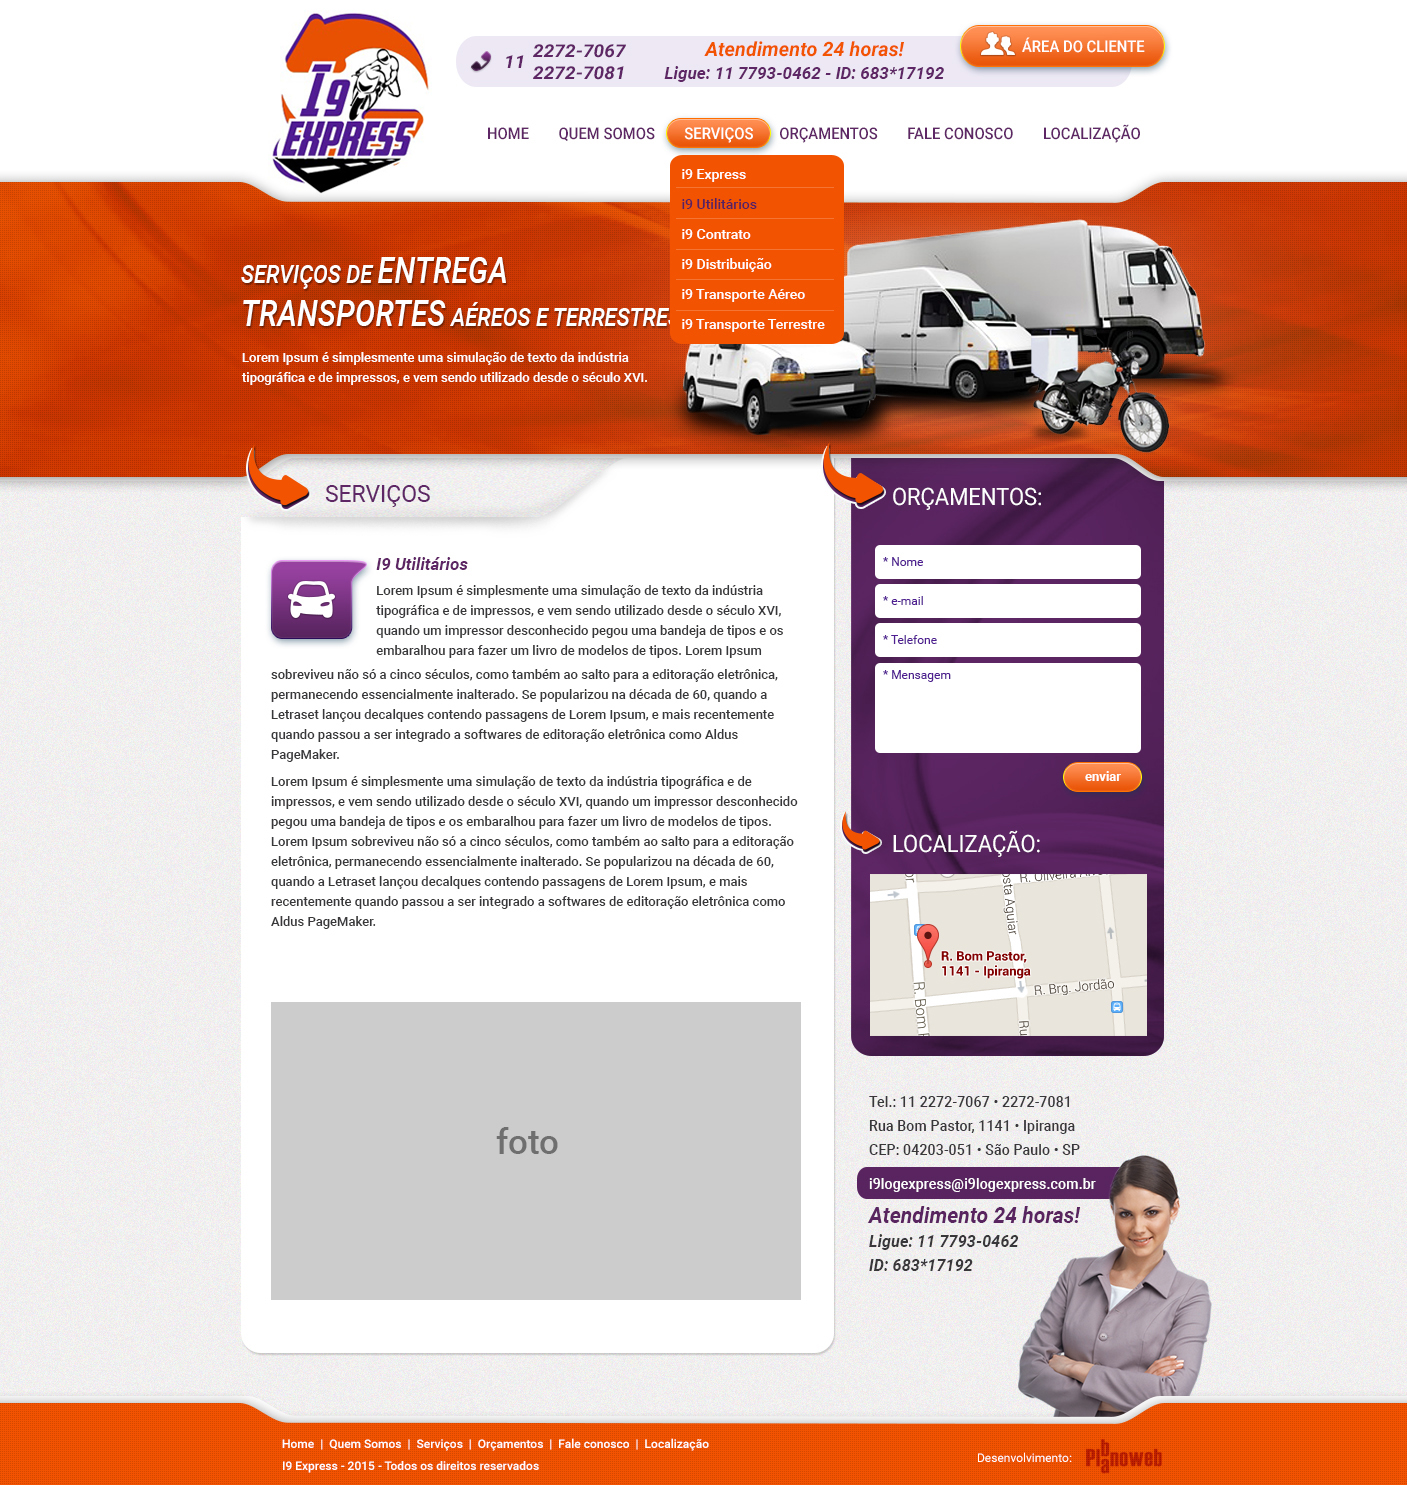 I9
EXPRESS
11
2272-7067
2272-7081
Atendimento 24 horas!
Ligue: 11 7793-0462 - ID: 683*17192
ÁREA DO CLIENTE
HOME QUEM SOMOS SERVIÇOS ORÇAMENTOS FALE CONOSCO LOCALIZAÇÃO
i9 Express
i9 Utilitários
i9 Contrato
i9 Distribuição
i9 Transporte Aéreo
i9 Transporte Terrestre
SERVIÇOS DE ENTREGA
TRANSPORTES AÉREOS E TERRESTRES
Lorem Ipsum é simplesmente uma simulação de texto da indústria
tipográfica e de impressos, e vem sendo utilizado desde o século XVI.
SERVIÇOS
I9 Utilitários
Lorem Ipsum é simplesmente uma simulação de texto da indústria
tipográfica e de impressos, e vem sendo utilizado desde o século XVI,
quando um impressor desconhecido pegou uma bandeja de tipos e os
embaralhou para fazer um livro de modelos de tipos. Lorem Ipsum
sobreviveu não só a cinco séculos, como também ao salto para a editoração eletrônica,
permanecendo essencialmente inalterado. Se popularizou na década de 60, quando a
Letraset lançou decalques contendo passagens de Lorem Ipsum, e mais recentemente
quando passou a ser integrado a softwares de editoração eletrônica como Aldus
PageMaker.
Lorem Ipsum é simplesmente uma simulação de texto da indústria tipográfica e de
impressos, e vem sendo utilizado desde o século XVI, quando um impressor desconhecido
pegou uma bandeja de tipos e os embaralhou para fazer um livro de modelos de tipos.
Lorem Ipsum sobreviveu não só a cinco séculos, como também ao salto para a editoração
eletrônica, permanecendo essencialmente inalterado. Se popularizou na década de 60,
quando a Letraset lançou decalques contendo passagens de Lorem Ipsum, e mais
recentemente quando passou a ser integrado a softwares de editoração eletrônica como
Aldus PageMaker.
foto
ORÇAMENTOS:
* Nome
* e-mail
* Telefone
* Mensagem
enviar
LOCALIZAÇÃO:
osta Aguiar
R. Bom Pastor,
1141 - Ipiranga
R. Brg. Jordão
R. Bom
Ru
Tel.: 11 2272-7067 • 2272-7081
Rua Bom Pastor, 1141 • Ipiranga
CEP: 04203-051 • São Paulo • SP
i9logexpress@i9logexpress.com.br
Atendimento 24 horas!
Ligue: 11 7793-0462
ID: 683*17192
Home | Quem Somos | Serviços | Orçamentos | Fale conosco | Localização
I9 Express - 2015 - Todos os direitos reservados
Desenvolvimento: